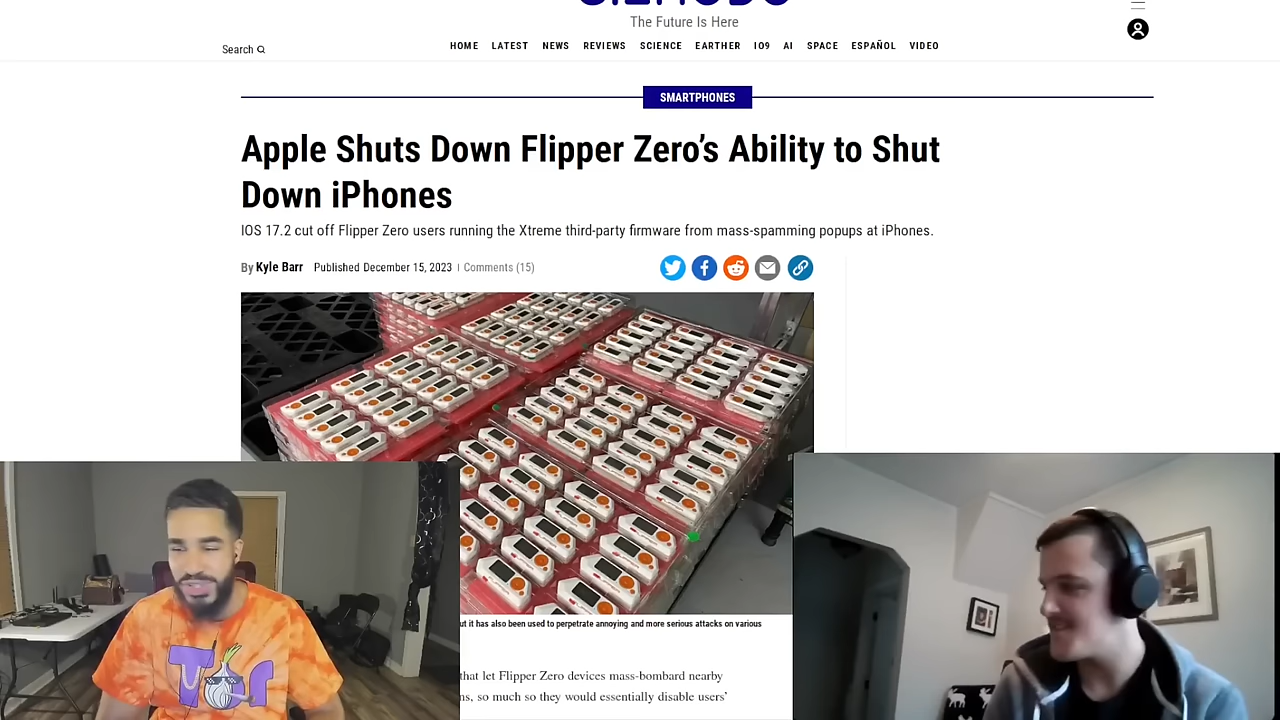 GIZMODO
The Future Is Here
Search
HOME LATEST NEWS REVIEWS SCIENCE EARTHER IO9 AI SPACE ESPAÑOL VIDEO
SMARTPHONES
Apple Shuts Down Flipper Zero’s Ability to Shut
Down iPhones
IOS 17.2 cut off Flipper Zero users running the Xtreme third-party firmware from mass-spamming popups at iPhones.
By Kyle Barr Published December 15, 2023 | Comments (15)
ut it has also been used to perpetrate annoying and more serious attacks on various
that let Flipper Zero devices mass-bombard nearby
ns, so much so they would essentially disable users’
Tor